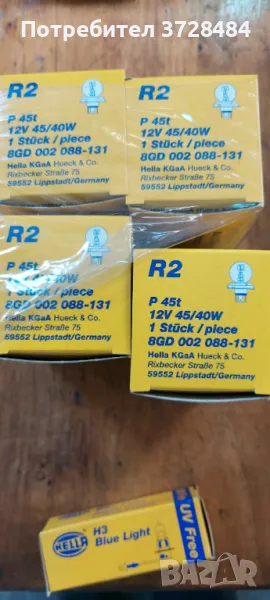 Потребител 3728484
R2
P 45t
12V 45/40W
1 Stück / piece
8GD 002 088-131
Hella KGaA Hueck & Co.
Rixbecker Straße 75
59552 Lippstadt/Germany
R2
P 45t
12V 45/40W
1 Stück / piece
8GD 002 088-131
Hella KGaA Hueck & Co.
Rixbecker Straße 75
59552 Lippstadt/Germany
R2
P 45t
12V 45/40W
1 Stück / piece
8GD 002 088-131
Hella KGaA Hueck & Co.
Rixbecker Straße 75
59552 Lippstadt/Germany
R2
P 45t
12V 45/40W
1 Stück / piece
8GD 002 088-131
Hella KGaA Hueck & Co.
Rixbecker Straße 75
59552 Lippstadt/Germany
HELLA
H3
Blue Light
UV Free
bazar